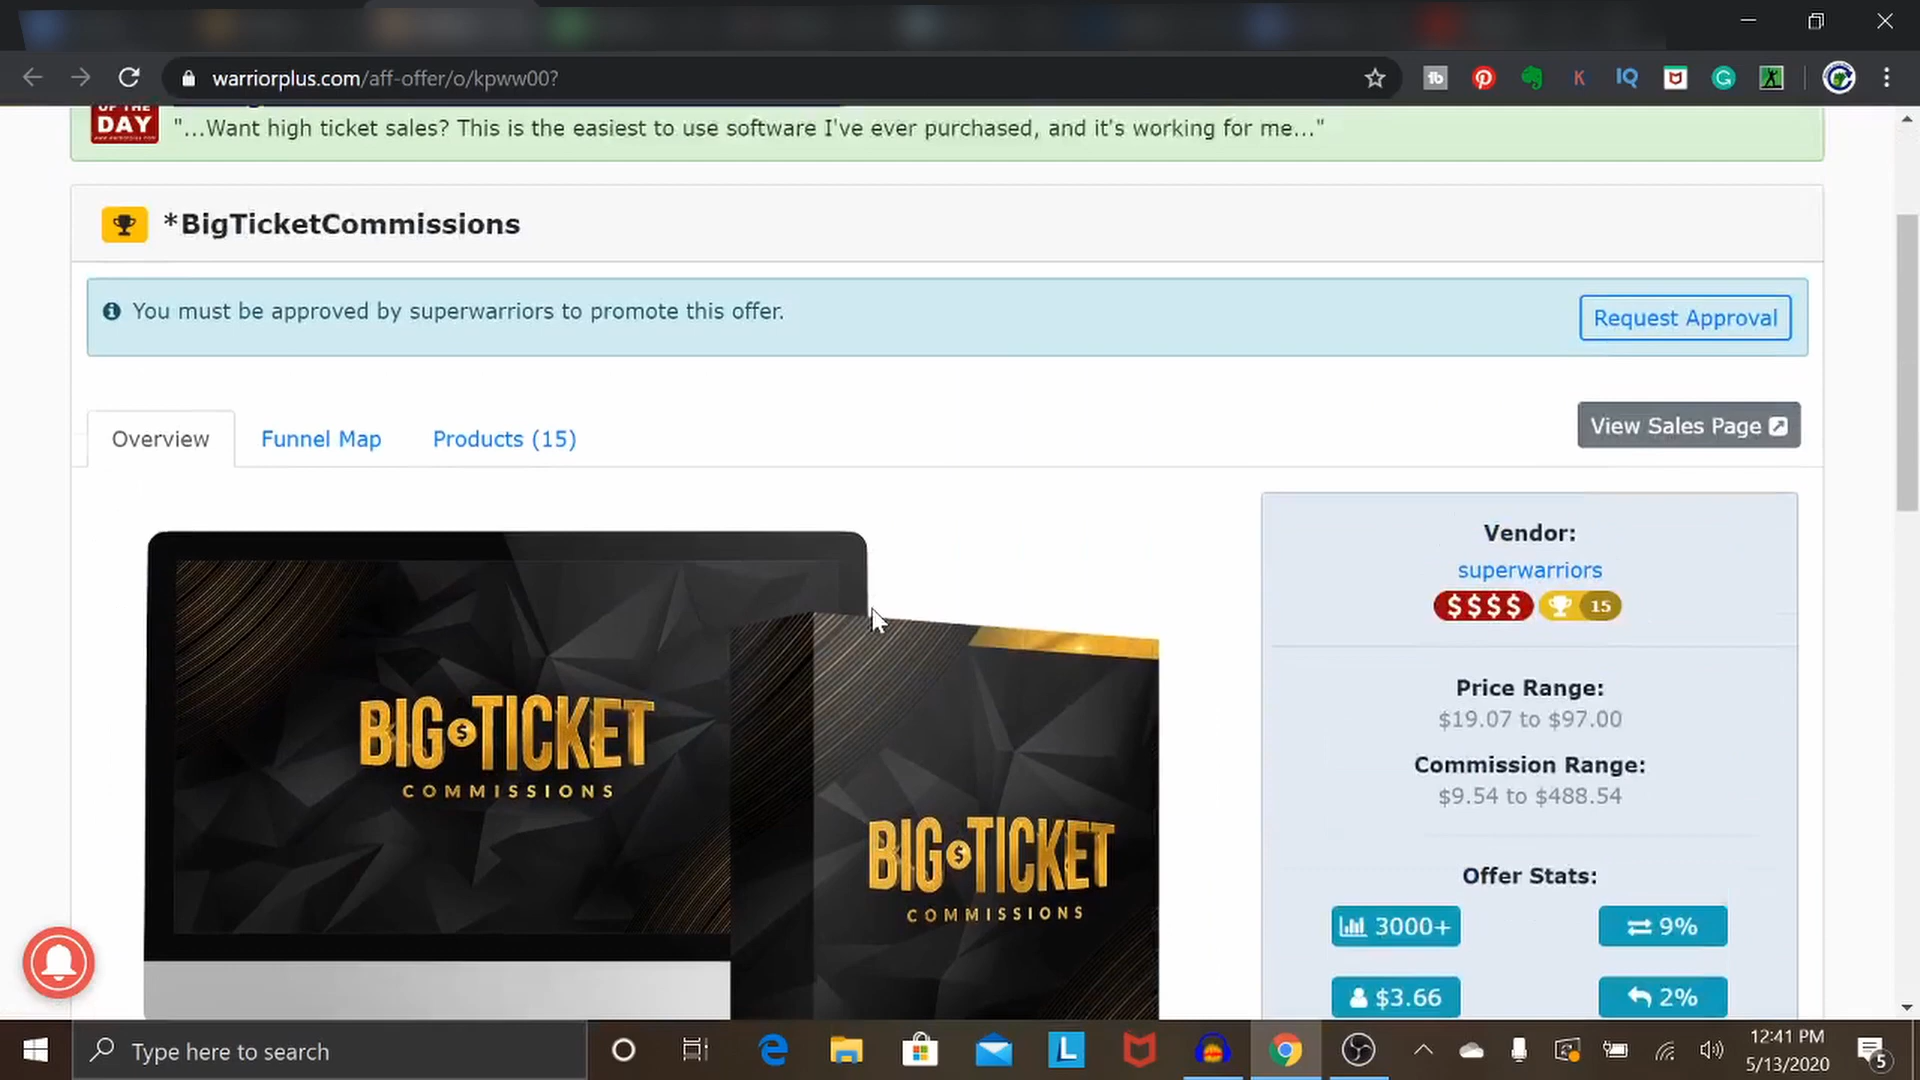 warriorplus.com/aff-offer/o/kpww00?
DAY
"...Want high ticket sales? This is the easiest to use software I've ever purchased, and it's working for me..."
*BigTicketCommissions
You must be approved by superwarriors to promote this offer.
Request Approval
Overview
Funnel Map
Products (15)
View Sales Page
BIG $ TICKET
COMMISSIONS
BIG $ TICKET
COMMISSIONS
Vendor:
superwarriors
$$$$ 15
Price Range:
$19.07 to $97.00
Commission Range:
$9.54 to $488.54
Offer Stats:
3000+
9%
$3.66
2%
Type here to search
12:41 PM
5/13/2020
5